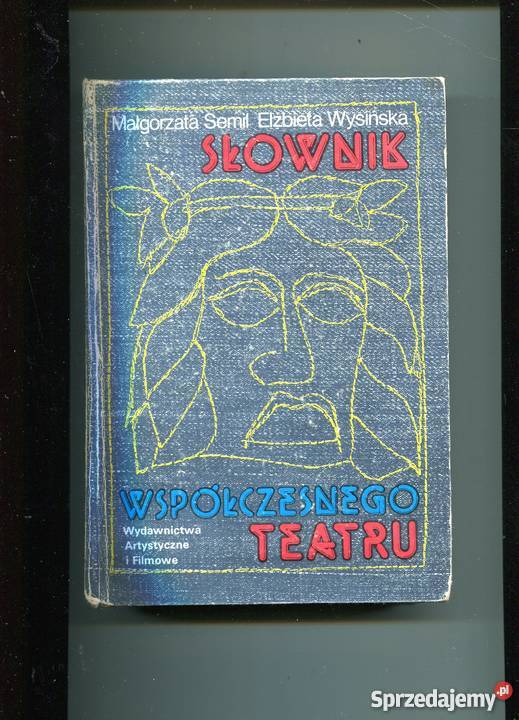 Małgorzata Semil Elżbieta Wysińska
SŁOWNIK
WSPÓŁCZESNEGO
TEATRU
Wydawnictwa
Artystyczne
i Filmowe
Sprzedajemy.pl